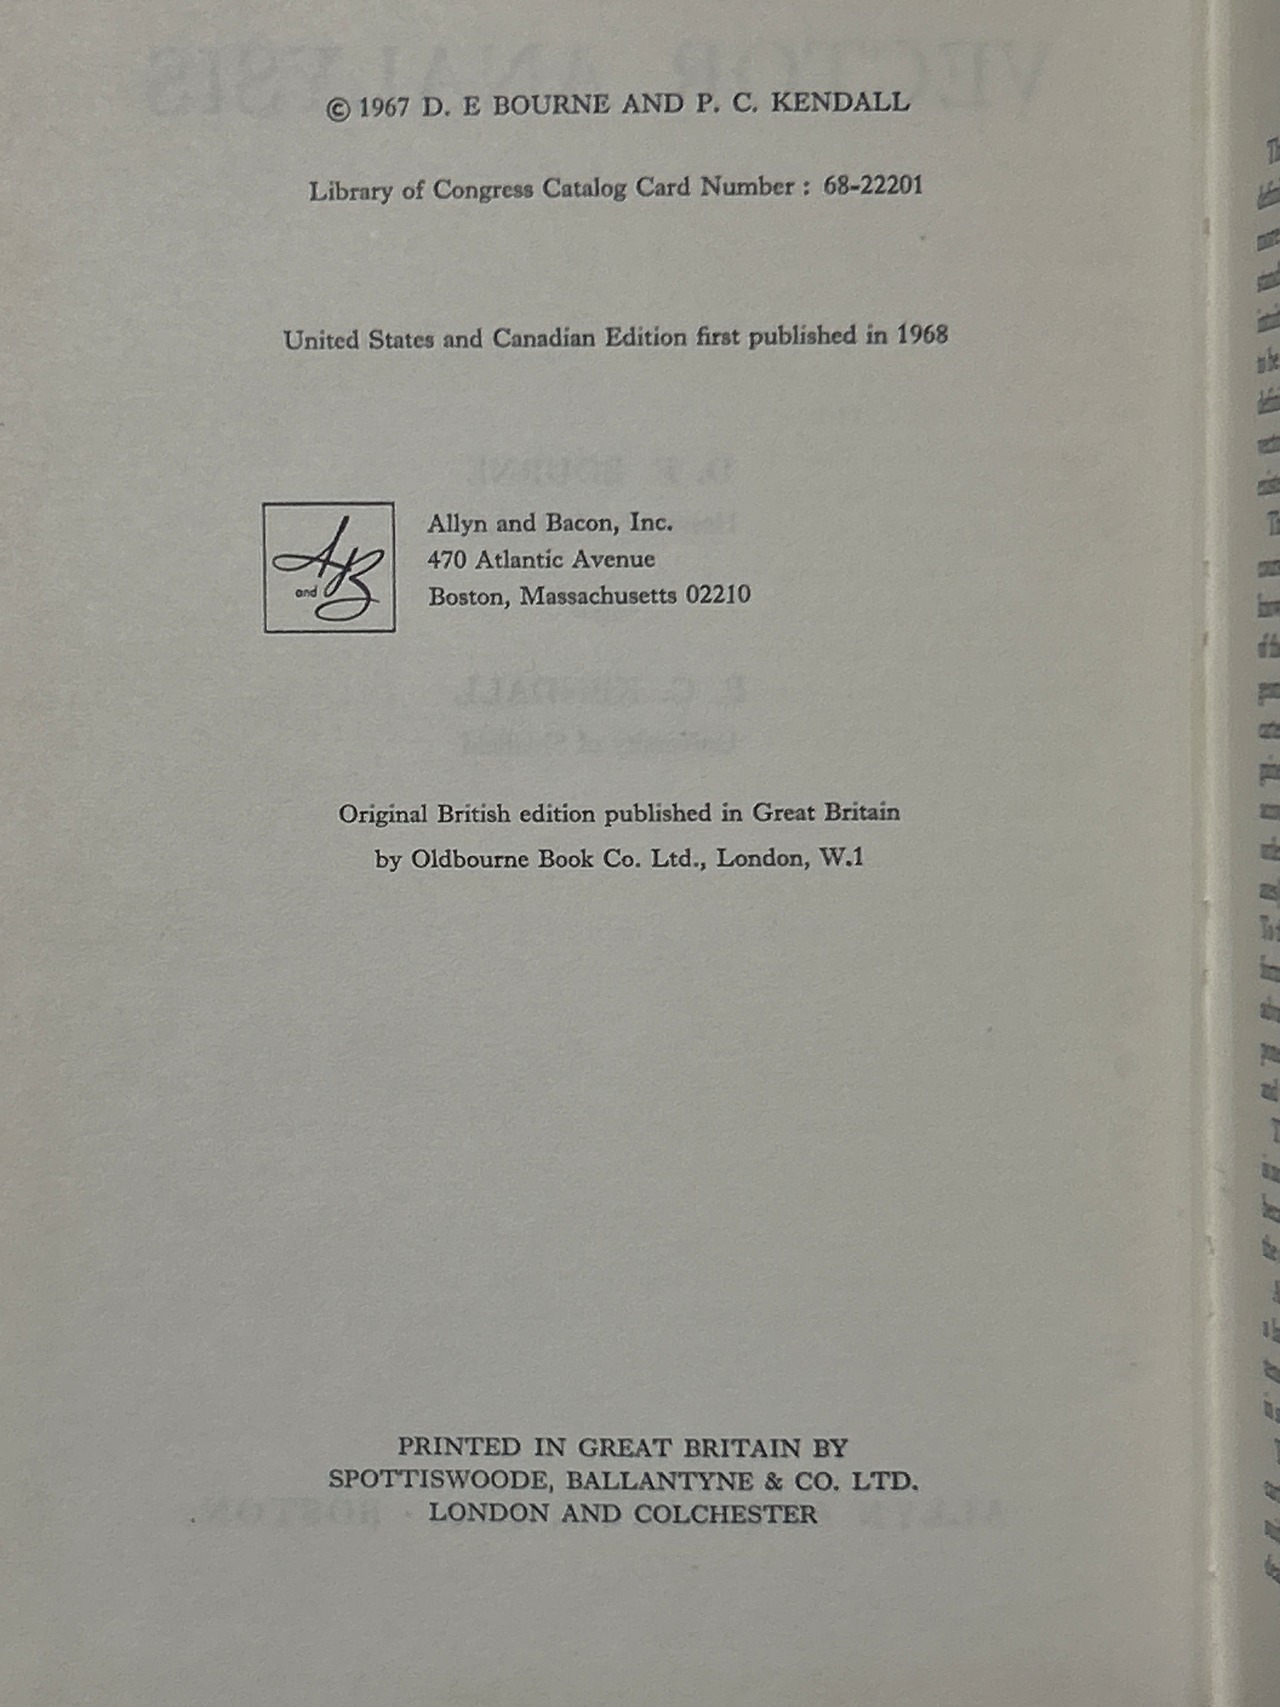 © 1967 D. E BOURNE AND P. C. KENDALL
Library of Congress Catalog Card Number : 68-22201
United States and Canadian Edition first published in 1968
A and B
Allyn and Bacon, Inc.
470 Atlantic Avenue
Boston, Massachusetts 02210
Original British edition published in Great Britain
by Oldbourne Book Co. Ltd., London, W.1
PRINTED IN GREAT BRITAIN BY
SPOTTISWOODE, BALLANTYNE & CO. LTD.
LONDON AND COLCHESTER